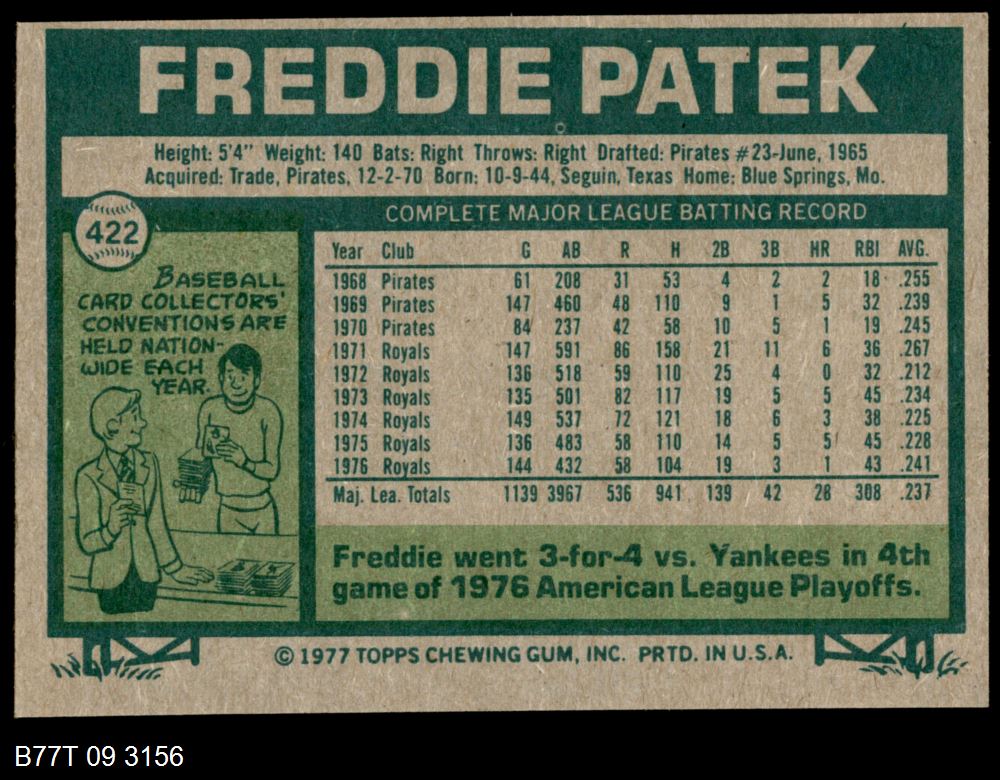 FREDDIE PATEK
Height: 5'4" Weight: 140 Bats: Right Throws: Right Drafted: Pirates #23-June, 1965
Acquired: Trade, Pirates, 12-2-70 Born: 10-9-44, Seguin, Texas Home: Blue Springs, Mo.
422
BASEBALL
CARD COLLECTORS'
CONVENTIONS ARE
HELD NATION-
WIDE EACH
YEAR.
COMPLETE MAJOR LEAGUE BATTING RECORD
Year Club G AB R H 2B 3B HR RBI AVG.
1968 Pirates 61 208 31 53 4 2 2 18 .255
1969 Pirates 147 460 48 110 9 1 5 32 .239
1970 Pirates 84 237 42 58 10 5 1 19 .245
1971 Royals 147 591 86 158 21 11 6 36 .267
1972 Royals 136 518 59 110 25 4 0 32 .212
1973 Royals 135 501 82 117 19 5 5 45 .234
1974 Royals 149 537 72 121 18 6 3 38 .225
1975 Royals 136 483 58 110 14 5 5 45 .228
1976 Royals 144 432 58 104 19 3 1 43 .241
Maj. Lea. Totals 1139 3967 536 941 139 42 28 308 .237
Freddie went 3-for-4 vs. Yankees in 4th
game of 1976 American League Playoffs.
© 1977 TOPPS CHEWING GUM, INC. PRTD. IN U.S.A.
B77T 09 3156